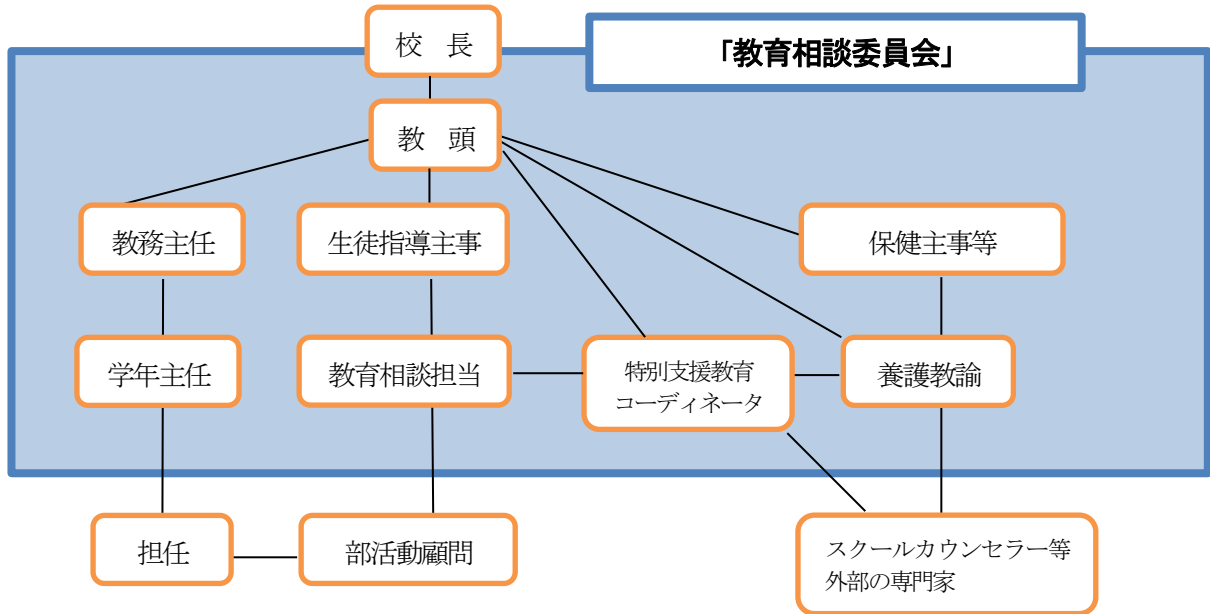 校　長
「教育相談委員会」
教　頭
教務主任
生徒指導主事
保健主事等
学年主任
教育相談担当
特別支援教育
コーディネータ
養護教諭
担任
部活動顧問
スクールカウンセラー等
外部の専門家